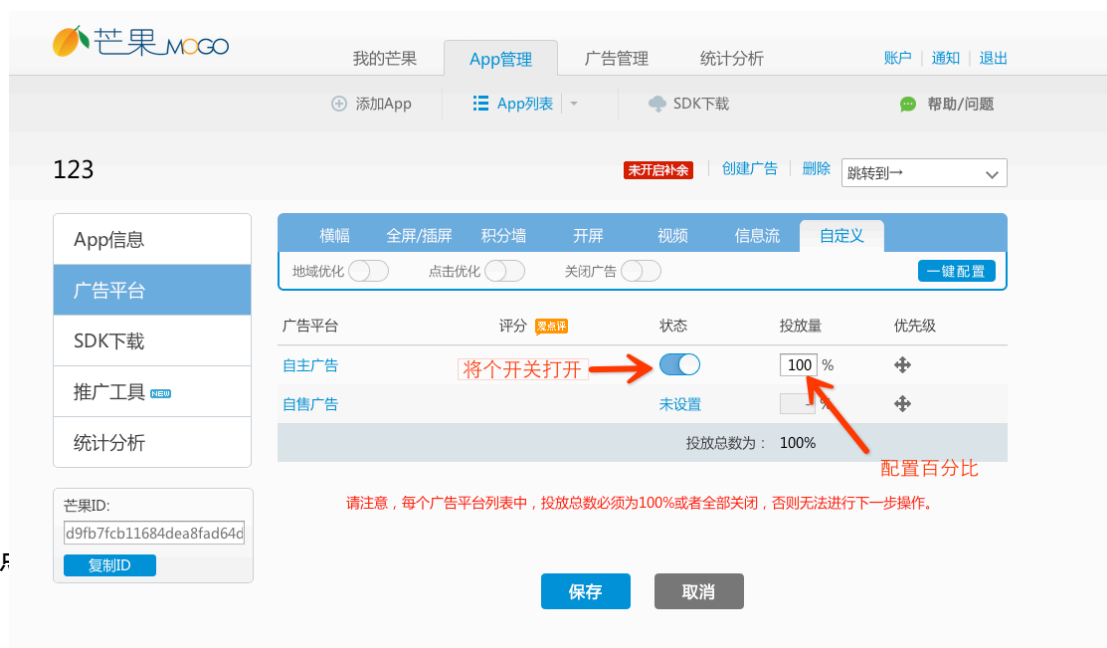 芒果 MOGO
我的芒果 App管理 广告管理 统计分析 账户 通知 退出
添加App App列表 SDK下载 帮助/问题
123 未开启补余 创建广告 删除 跳转到→
App信息
广告平台
SDK下载
推广工具 NEW
统计分析
芒果ID:
d9fb7fcb11684dea8fad64d
复制ID
横幅 全屏/插屏 积分墙 开屏 视频 信息流 自定义
地域优化 点击优化 关闭广告 一键配置
广告平台 评分 爱点评 状态 投放量 优先级
自主广告 将个开关打开 100 %
自售广告 未设置 - %
投放总数为: 100%
配置百分比
请注意,每个广告平台列表中,投放总数必须为100%或者全部关闭,否则无法进行下一步操作。
保存 取消